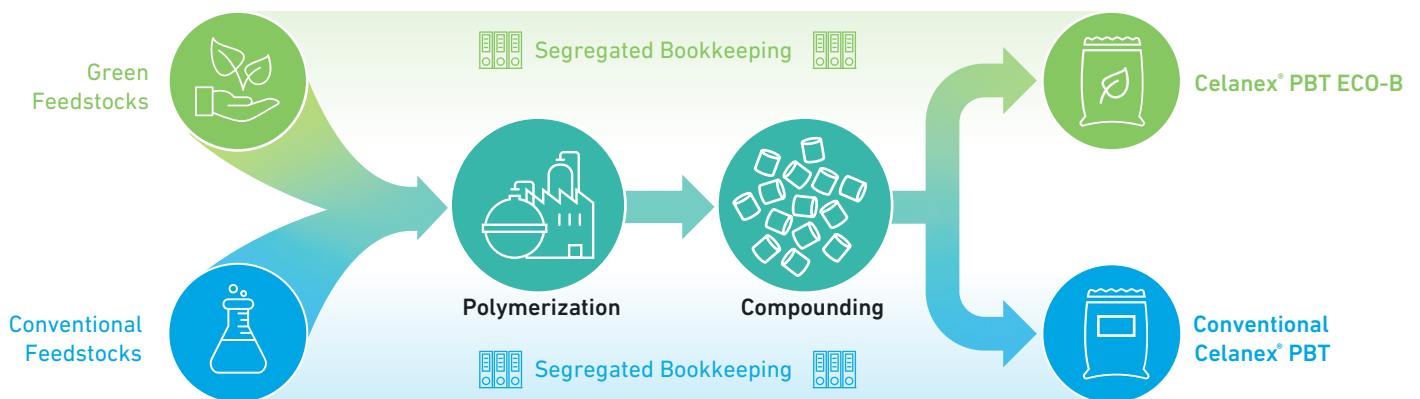 Segregated Bookkeeping
Green
Feedstocks
Celanex® PBT ECO-B
Polymerization
Compounding
Conventional
Feedstocks
Conventional
Celanex® PBT
Segregated Bookkeeping